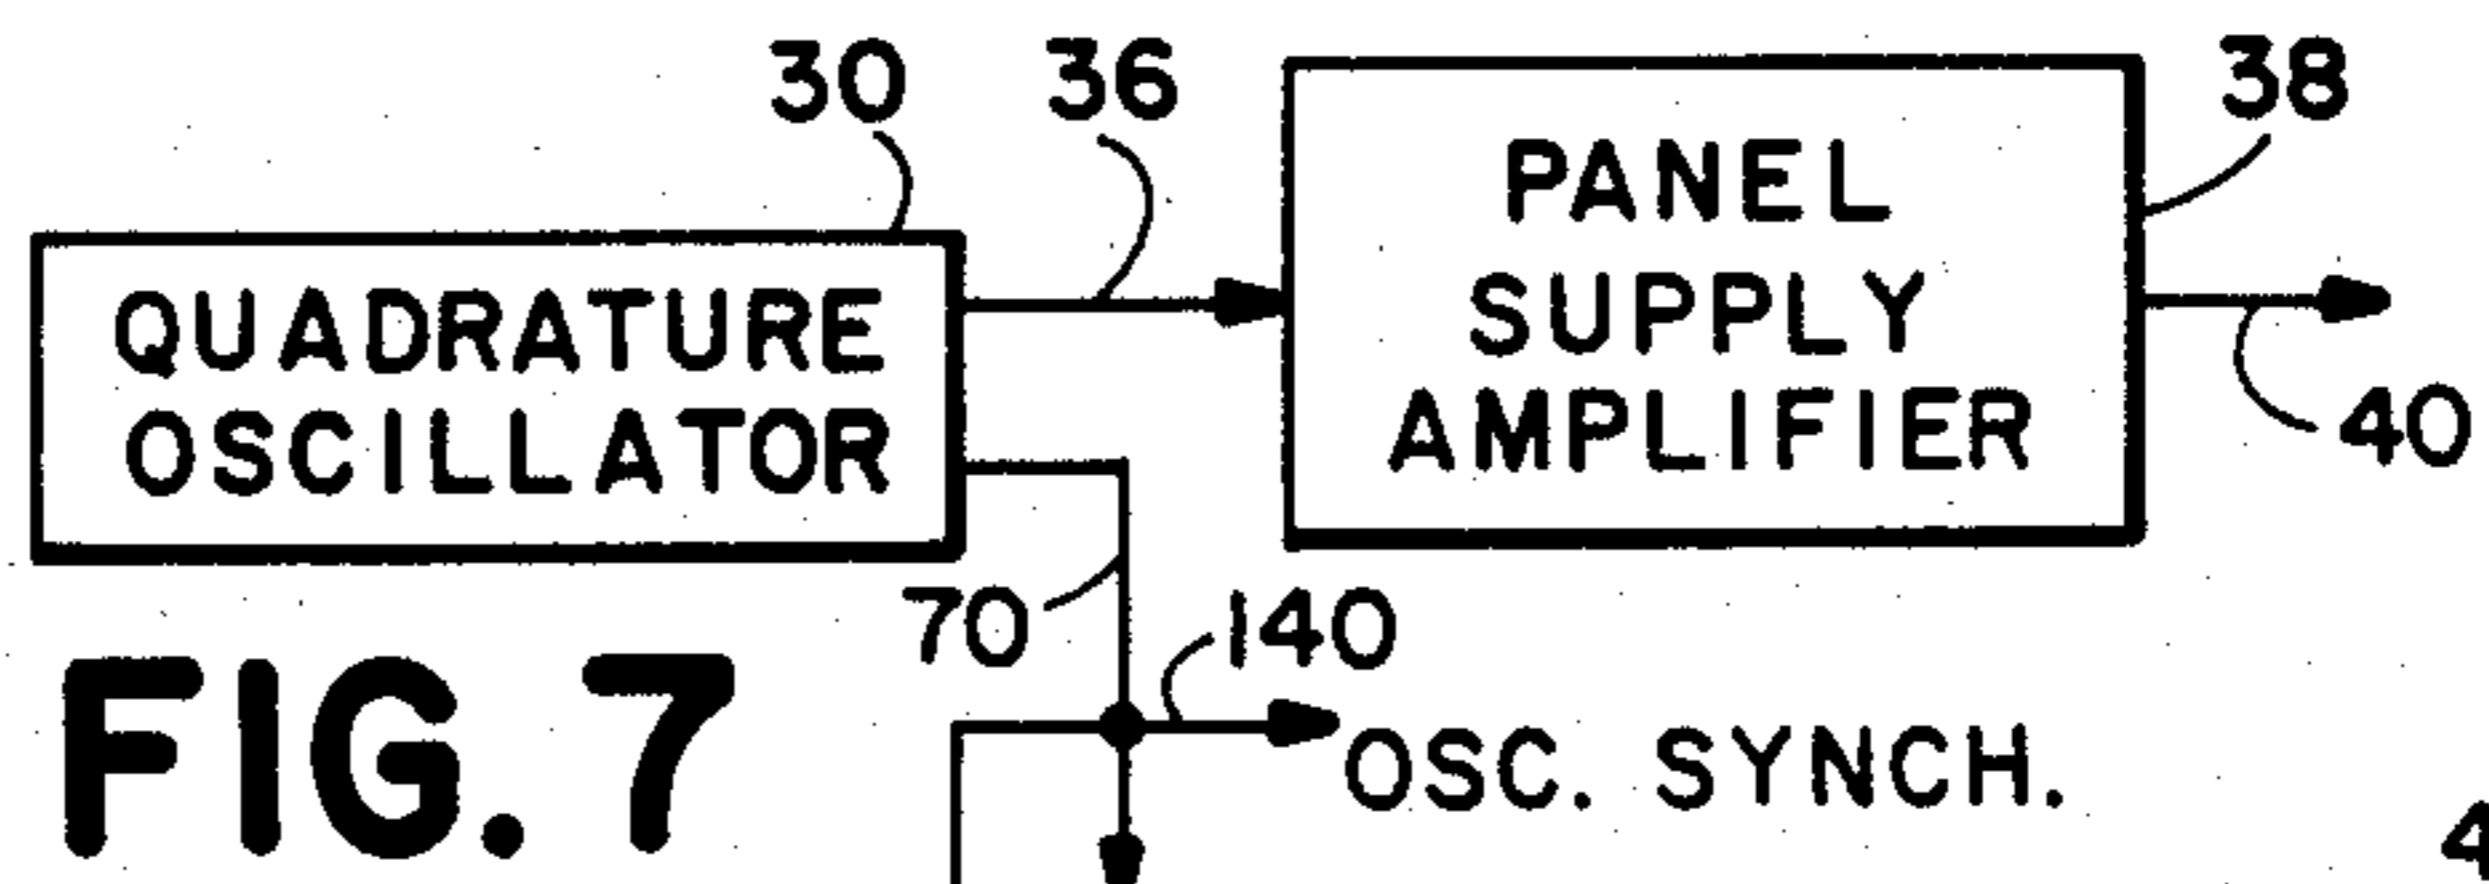 30 36 38
PANEL
SUPPLY
AMPLIFIER
QUADRATURE
OSCILLATOR
40
70 140
FIG. 7
OSC. SYNCH.